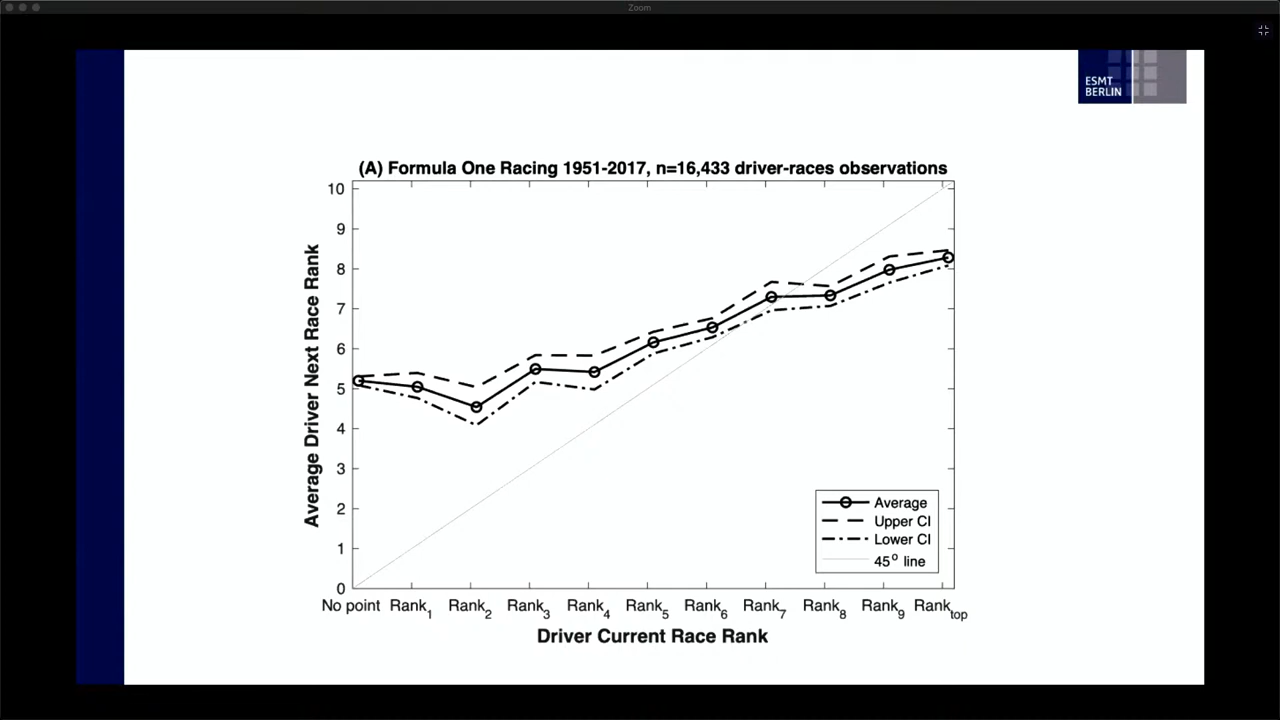 Zoom
ESMT
BERLIN
(A) Formula One Racing 1951-2017, n=16,433 driver-races observations
10
9
8
7
6
5
4
3
2
1
0
Average Driver Next Race Rank
Average
Upper CI
Lower CI
45º line
No point Rank₁ Rank₂ Rank₃ Rank₄ Rank₅ Rank₆ Rank₇ Rank₈ Rank₉ Rank_top
Driver Current Race Rank